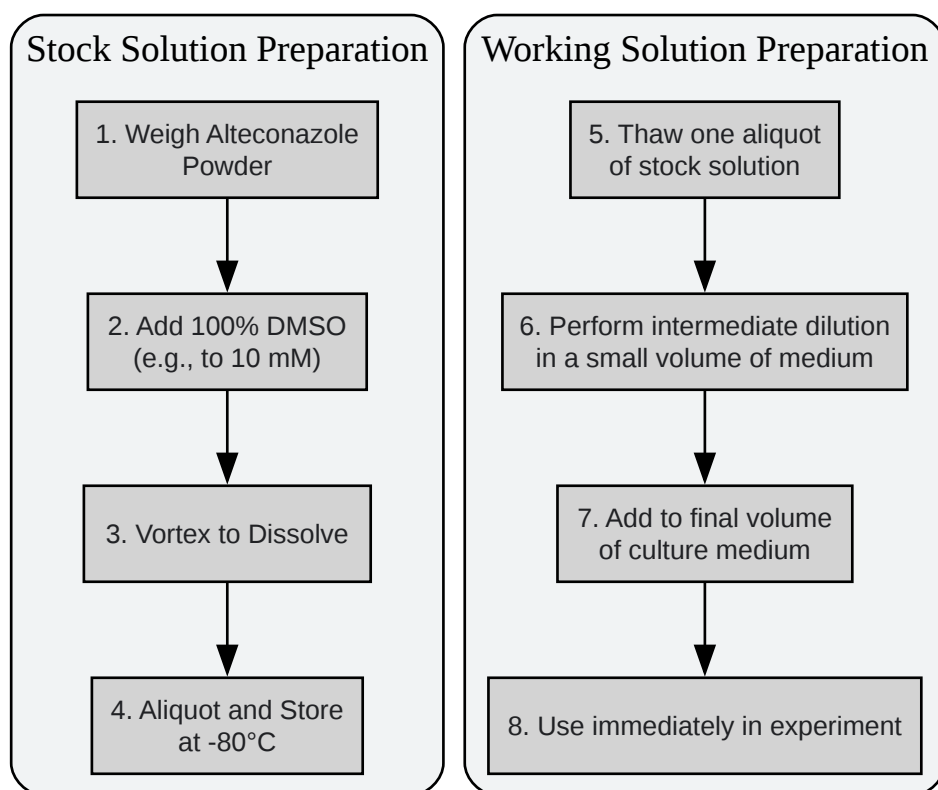 Stock Solution Preparation
1. Weigh Alteconazole
Powder
2. Add 100% DMSO
(e.g., to 10 mM)
3. Vortex to Dissolve
4. Aliquot and Store
at -80°C
Working Solution Preparation
5. Thaw one aliquot
of stock solution
6. Perform intermediate dilution
in a small volume of medium
7. Add to final volume
of culture medium
8. Use immediately in experiment